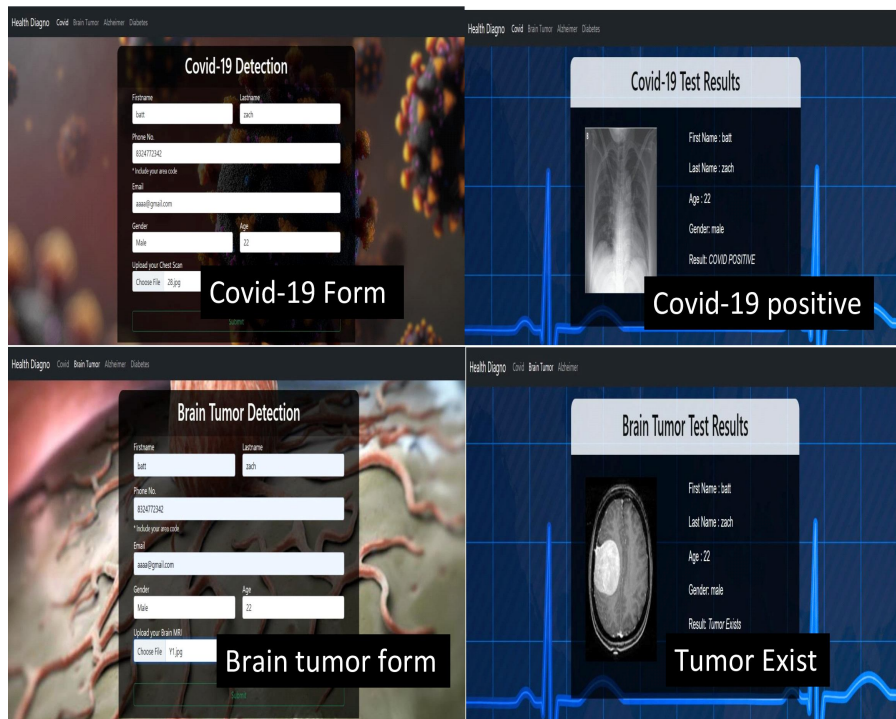 Health Diagno Covid Brain Tumor Alzheimer Diabetes
Covid-19 Detection
Firstname Lastname
batt zach
Phone No.
8324772342
* Include your area code
Email
aaaa@gmail.com
Gender Age
Male 22
Upload your Chest Scan
Choose File 28.jpg
Submit
Covid-19 Form
Health Diagno Covid Brain Tumor Alzheimer Diabetes
Covid-19 Test Results
First Name : batt
Last Name : zach
Age : 22
Gender: male
Result: COVID POSITIVE
Covid-19 positive
Health Diagno Covid Brain Tumor Alzheimer Diabetes
Brain Tumor Detection
Firstname Lastname
batt zach
Phone No.
8324772342
* Include your area code
Email
aaaa@gmail.com
Gender Age
Male 22
Upload your Brain MRI
Choose File Y1.jpg
Submit
Brain tumor form
Health Diagno Covid Brain Tumor Alzheimer
Brain Tumor Test Results
First Name : batt
Last Name : zach
Age : 22
Gender: male
Result: Tumor Exists
Tumor Exist